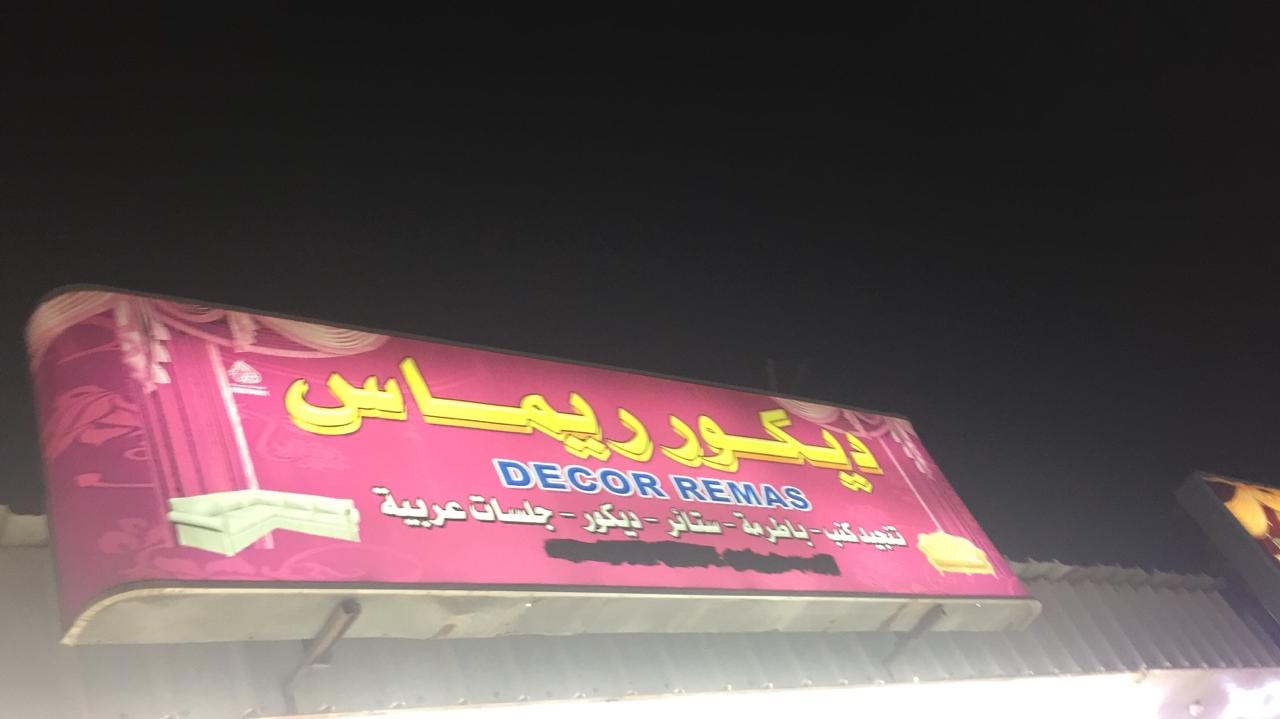 ديكور ريماس
DECOR REMAS
تنجيد كنب - باطرمة - ستائر - ديكور - جلسات عربية